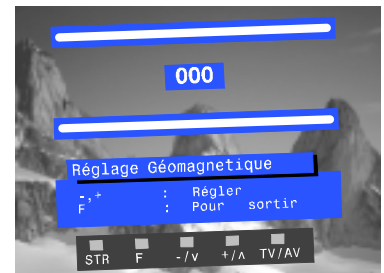 000
Réglage Géomagnetique
-,+ : Régler
F : Pour sortir
STR F -/v +/ʌ TV/AV